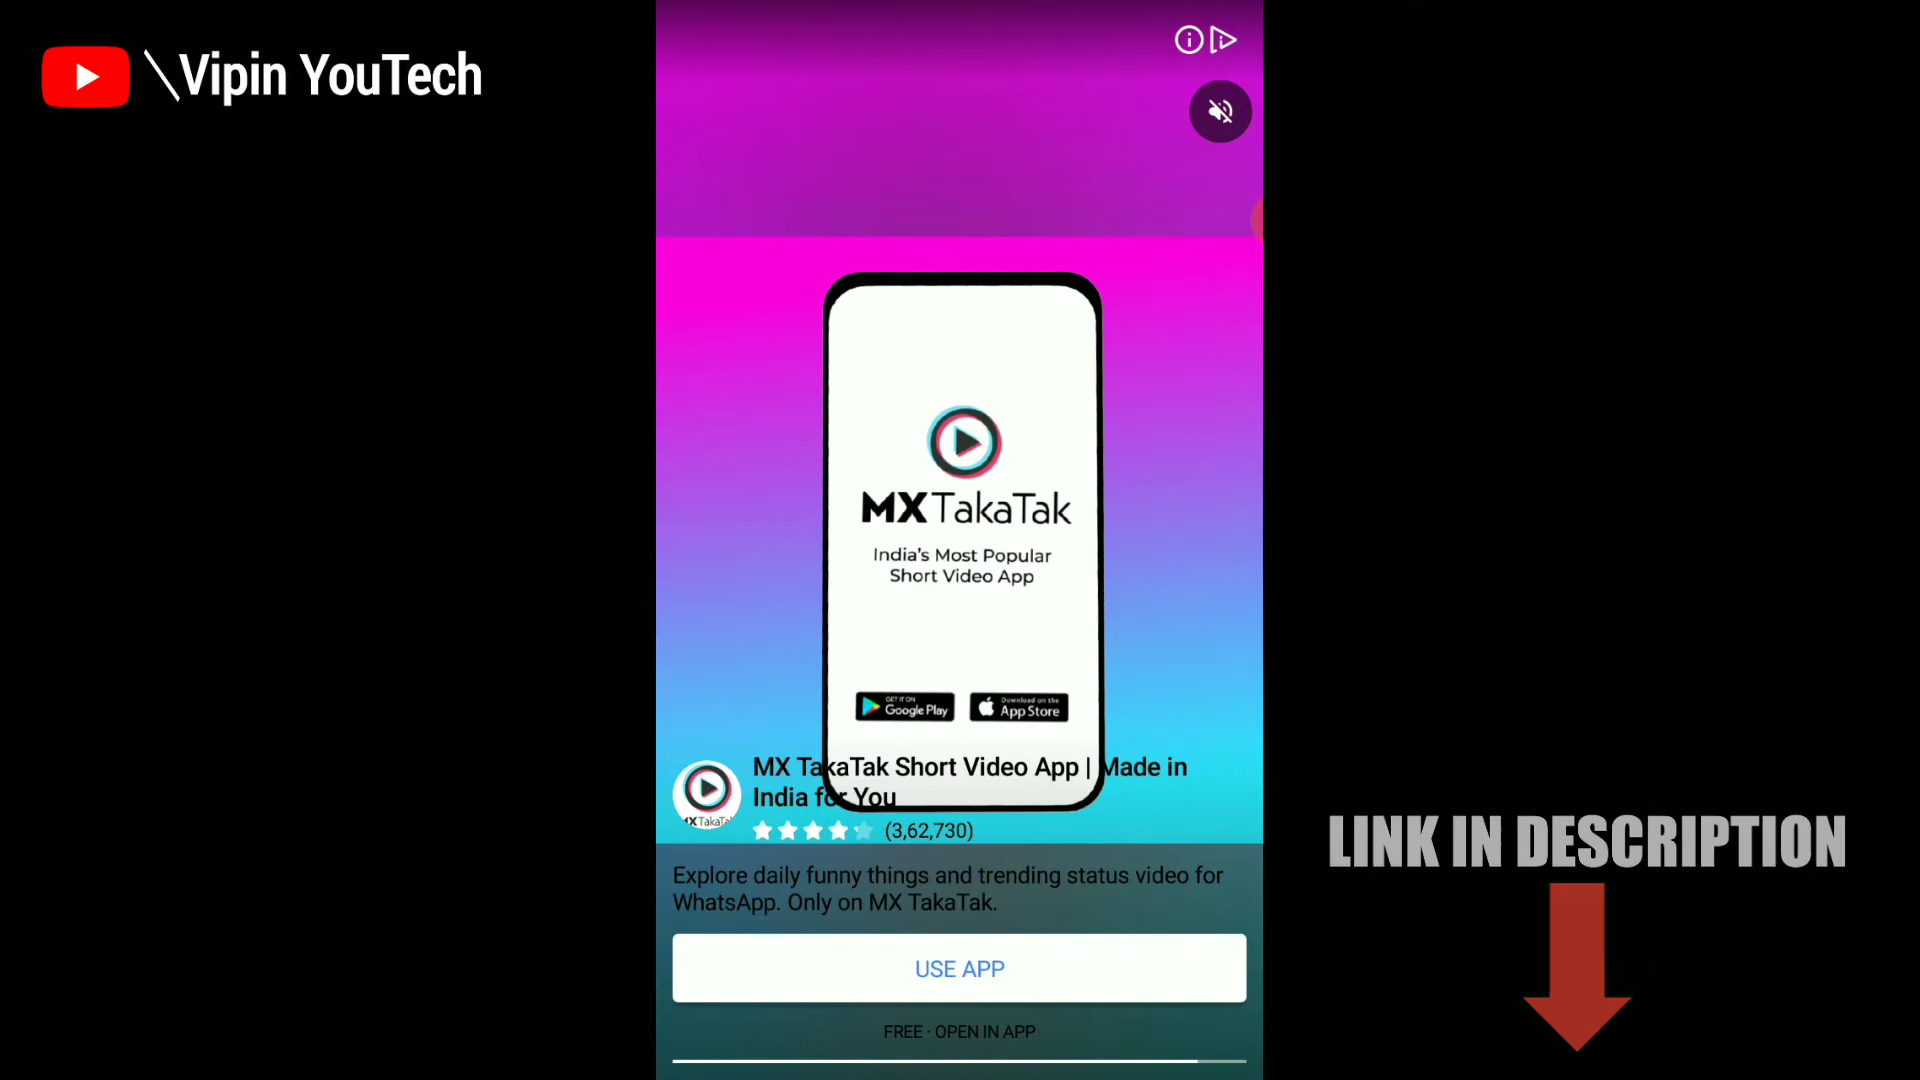 \Vipin YouTech
MX TakaTak
India's Most Popular
Short Video App
GET IT ON
Google Play
Download on the
App Store
MX TakaTak Short Video App | Made in
India for You
(3,62,730)
MX TakaTak
Explore daily funny things and trending status video for
WhatsApp. Only on MX TakaTak.
USE APP
FREE · OPEN IN APP
LINK IN DESCRIPTION